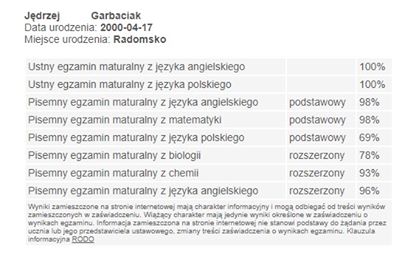 Jędrzej Garbaciak
Data urodzenia: 2000-04-17
Miejsce urodzenia: Radomsko
Ustny egzamin maturalny z języka angielskiego 100%
Ustny egzamin maturalny z języka polskiego 100%
Pisemny egzamin maturalny z języka angielskiego podstawowy 98%
Pisemny egzamin maturalny z matematyki podstawowy 98%
Pisemny egzamin maturalny z języka polskiego podstawowy 69%
Pisemny egzamin maturalny z biologii rozszerzony 78%
Pisemny egzamin maturalny z chemii rozszerzony 93%
Pisemny egzamin maturalny z języka angielskiego rozszerzony 96%
Wyniki zamieszczone na stronie internetowej mają charakter informacyjny i mogą odbiegać od treści wyników
zamieszczonych w zaświadczeniu. Wiążący charakter mają jedynie wyniki określone w zaświadczeniu o
wynikach egzaminu. Informacja zamieszczona na stronie internetowej nie stanowi podstawy do żądania przez
ucznia lub jego przedstawiciela ustawowego, zmiany treści zaświadczenia o wynikach egzaminu. Klauzula
informacyjna RODO